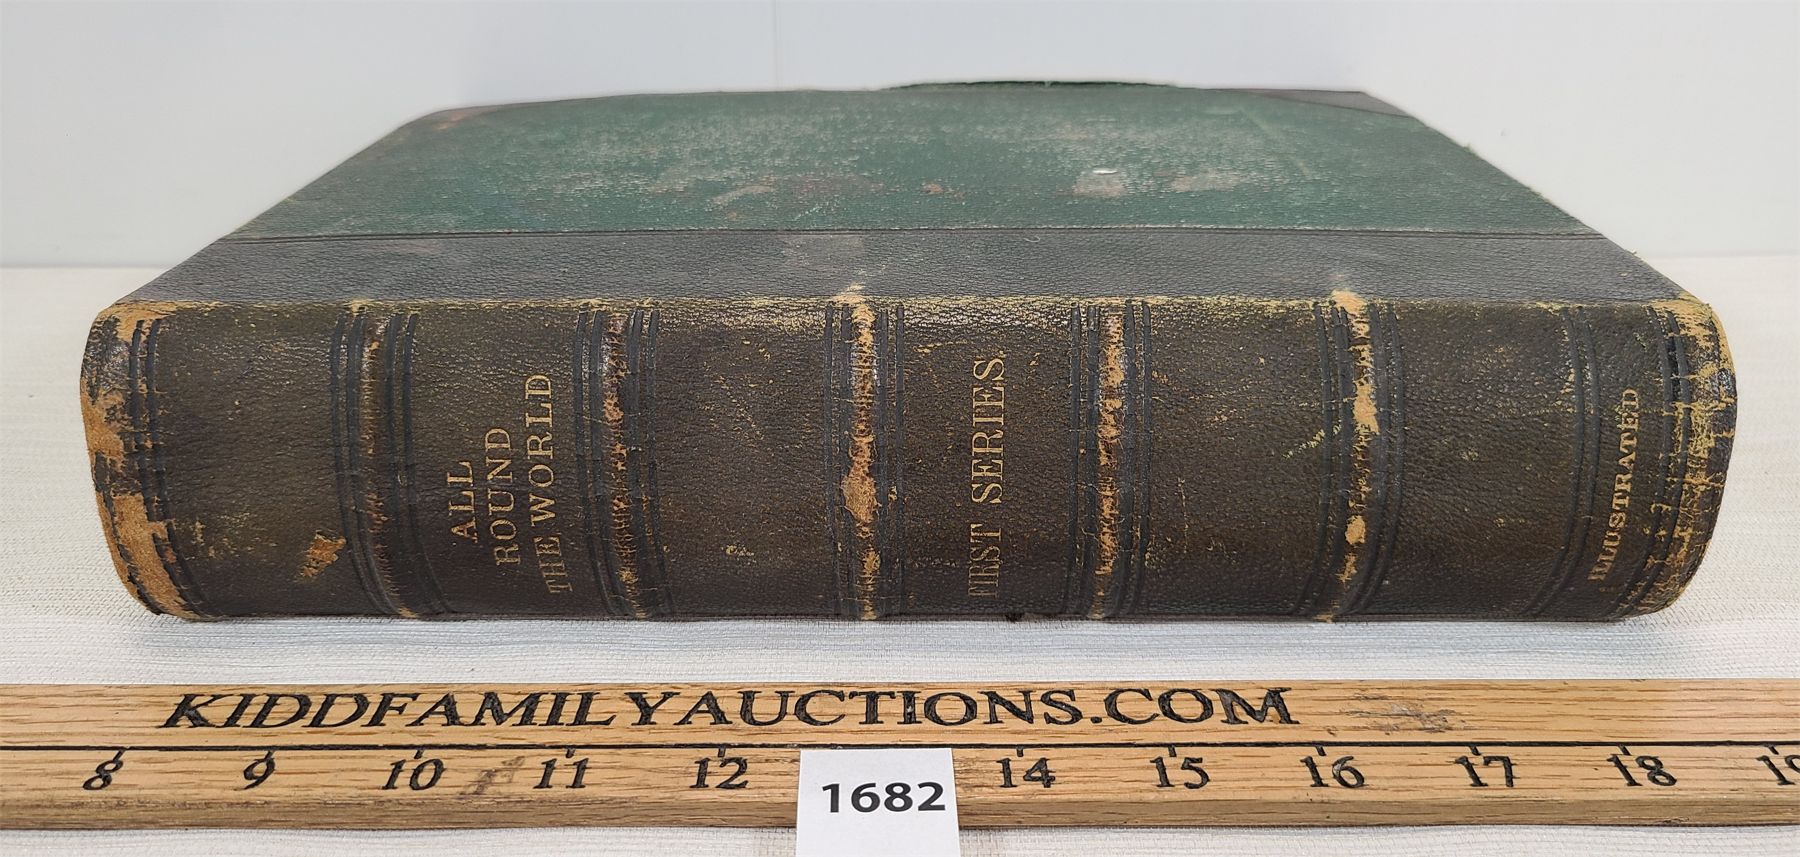 ALL
ROUND
THE WORLD
FIRST SERIES.
ILLUSTRATED
KIDDFAMILYAUCTIONS.COM
8 9 10 11 12 14 15 16 17 18 19
1682